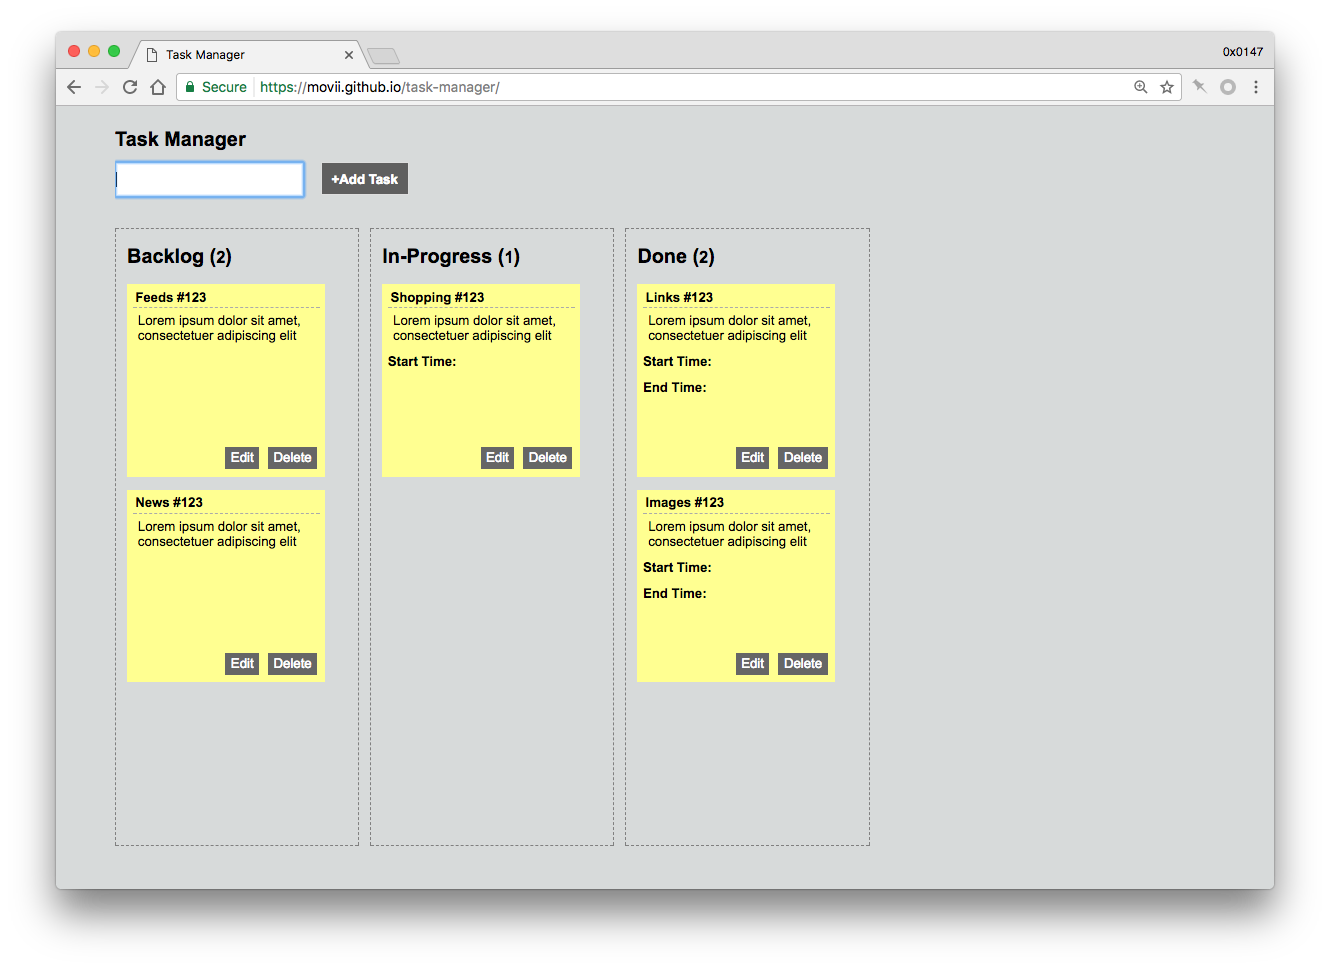 Task Manager
0x0147
Secure
https://movii.github.io/task-manager/
Task Manager
+Add Task
Backlog (2)
Feeds #123
Lorem ipsum dolor sit amet,
consectetuer adipiscing elit
Edit Delete
News #123
Lorem ipsum dolor sit amet,
consectetuer adipiscing elit
Edit Delete
In-Progress (1)
Shopping #123
Lorem ipsum dolor sit amet,
consectetuer adipiscing elit
Start Time:
Edit Delete
Done (2)
Links #123
Lorem ipsum dolor sit amet,
consectetuer adipiscing elit
Start Time:
End Time:
Edit Delete
Images #123
Lorem ipsum dolor sit amet,
consectetuer adipiscing elit
Start Time:
End Time:
Edit Delete